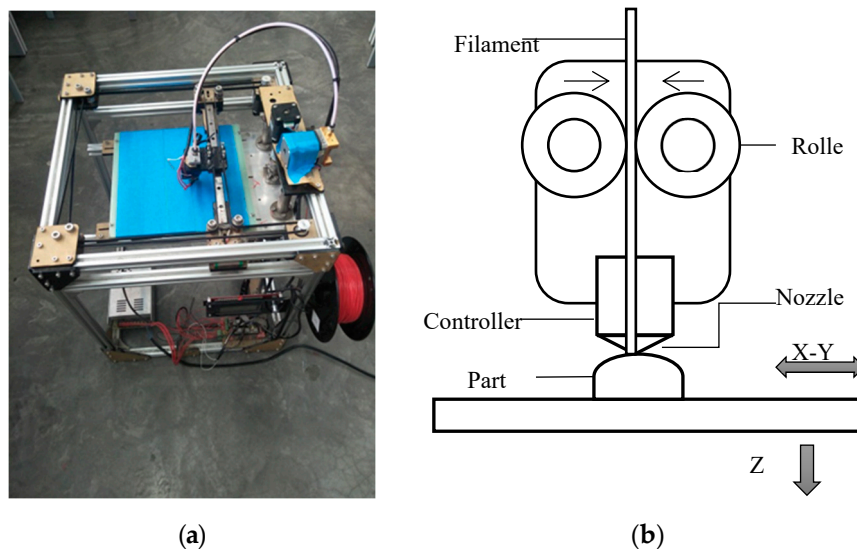 Filament
Rolle
Nozzle
Controller
X-Y
Part
Z
(a)
(b)